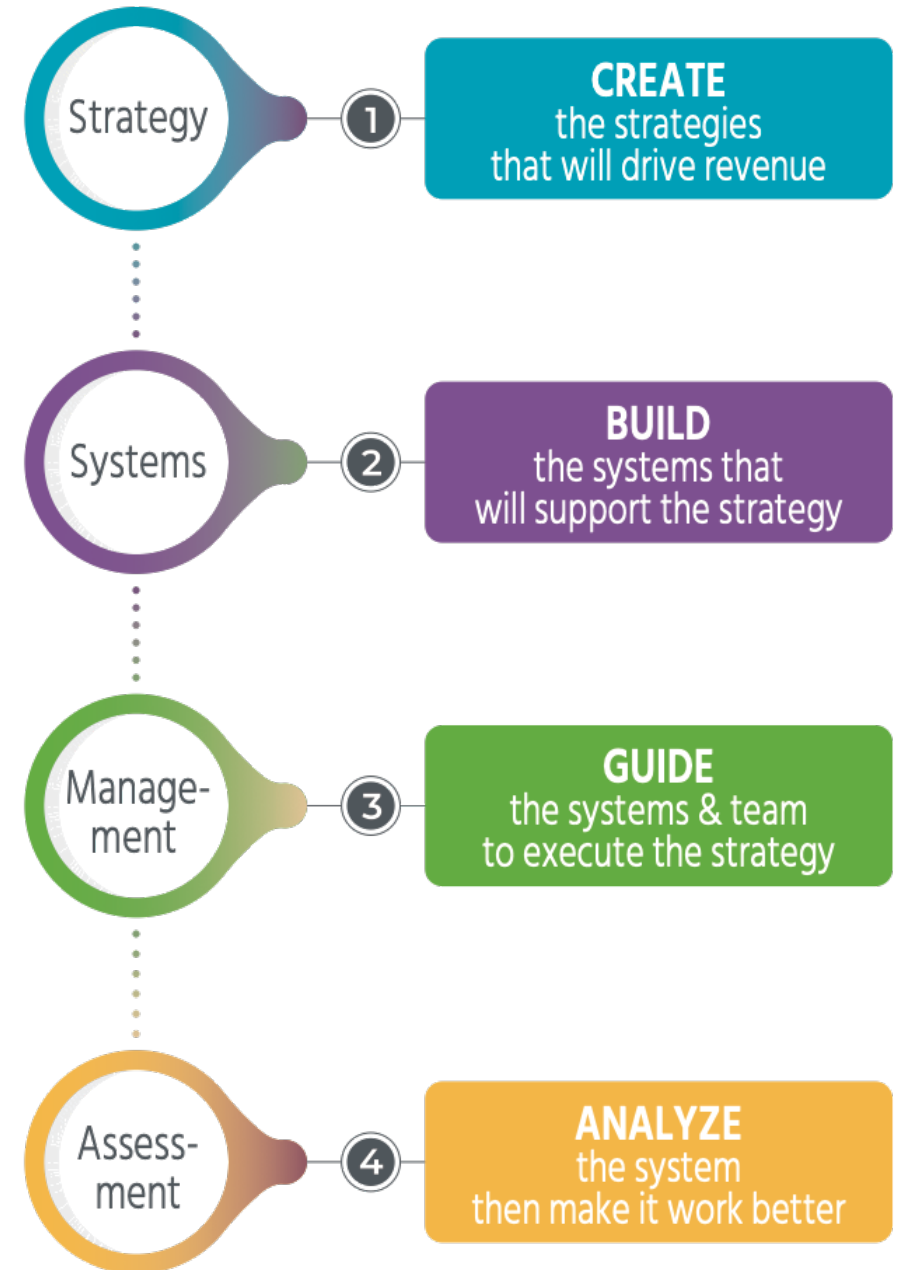 Strategy
1
CREATE
the strategies
that will drive revenue
Systems
2
BUILD
the systems that
will support the strategy
Manage-
ment
3
GUIDE
the systems & team
to execute the strategy
Assess-
ment
4
ANALYZE
the system
then make it work better